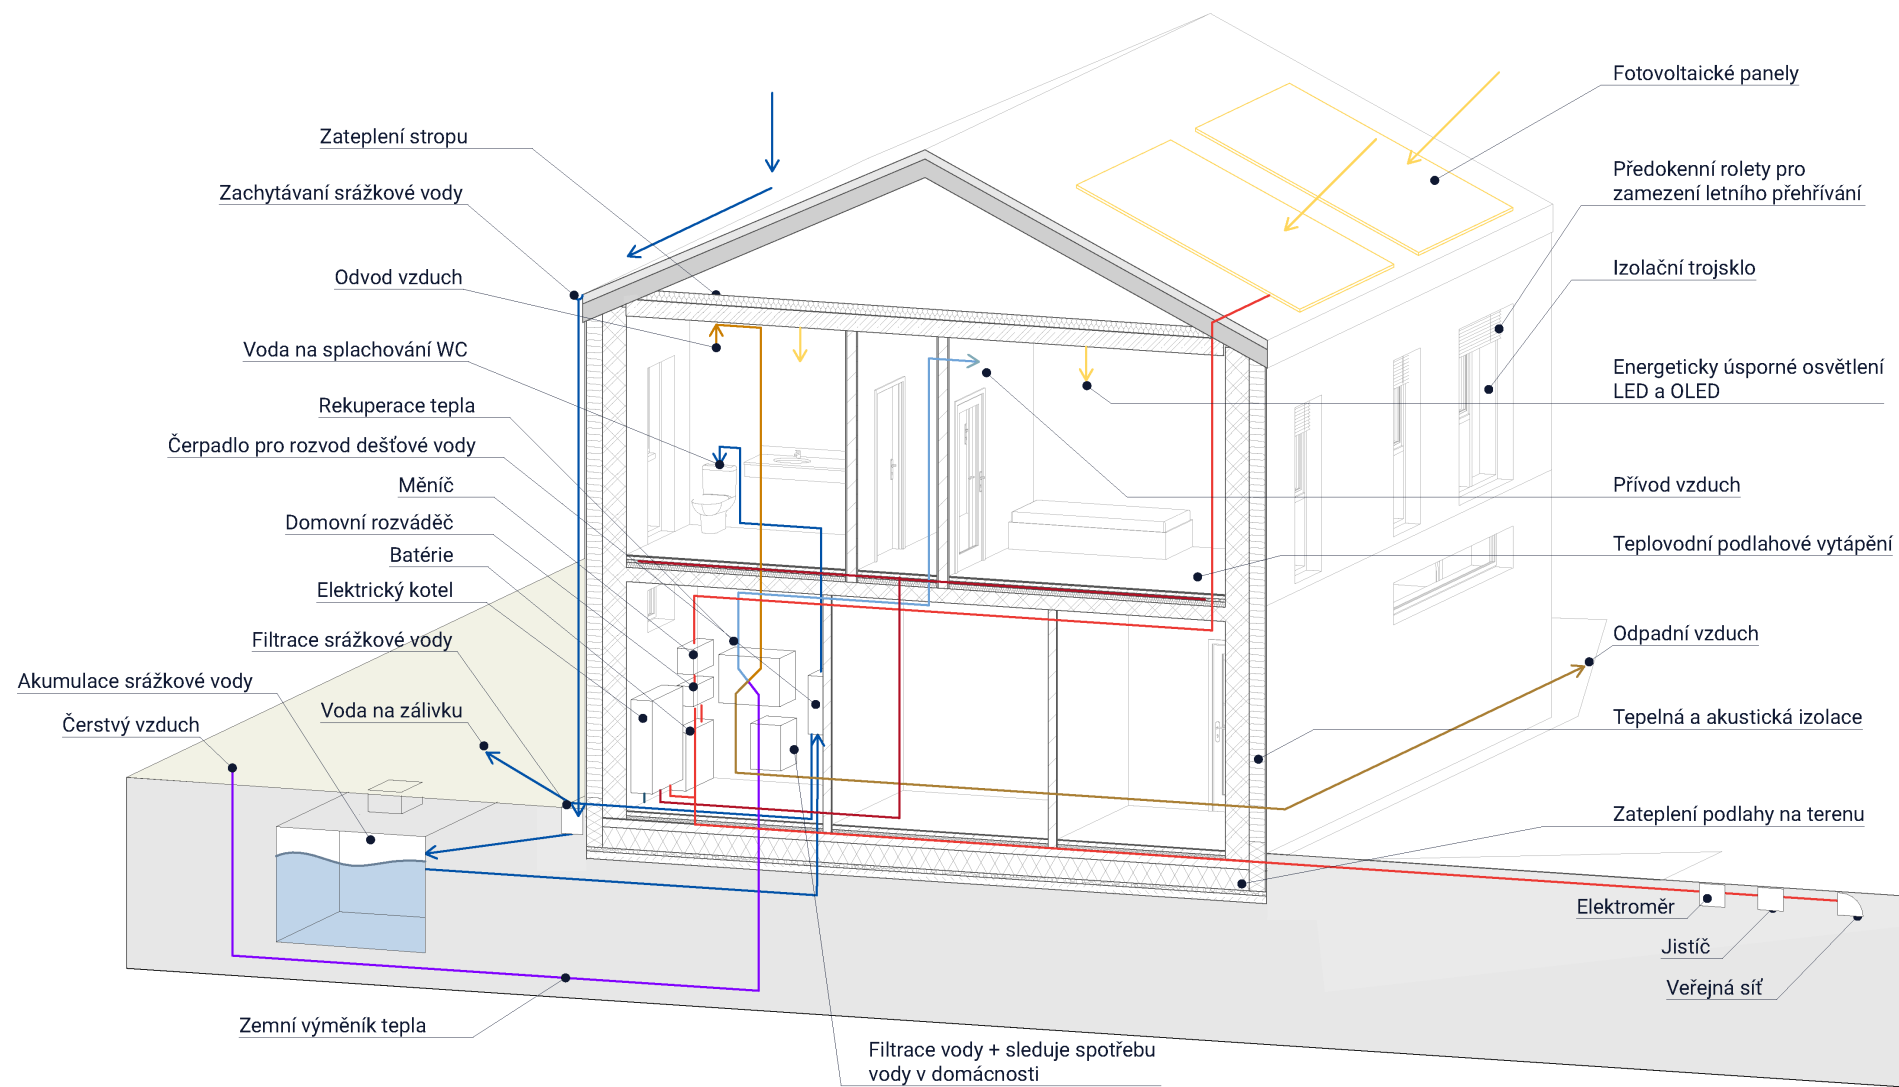 Fotovoltaické panely
Zateplení stropu
Předokenní rolety pro
zamezení letního přehřívání
Zachytávaní srážkové vody
Izolační trojsklo
Odvod vzduch
Voda na splachování WC
Energeticky úsporné osvětlení
LED a OLED
Rekuperace tepla
Čerpadlo pro rozvod dešťové vody
Měníč
Přívod vzduch
Domovní rozváděč
Teplovodní podlahové vytápění
Batérie
Elektrický kotel
Filtrace srážkové vody
Odpadní vzduch
Akumulace srážkové vody
Voda na zálivku
Čerstvý vzduch
Tepelná a akustická izolace
Zateplení podlahy na terenu
Elektroměr
Jistíč
Veřejná síť
Zemní výměník tepla
Filtrace vody + sleduje spotřebu
vody v domácnosti